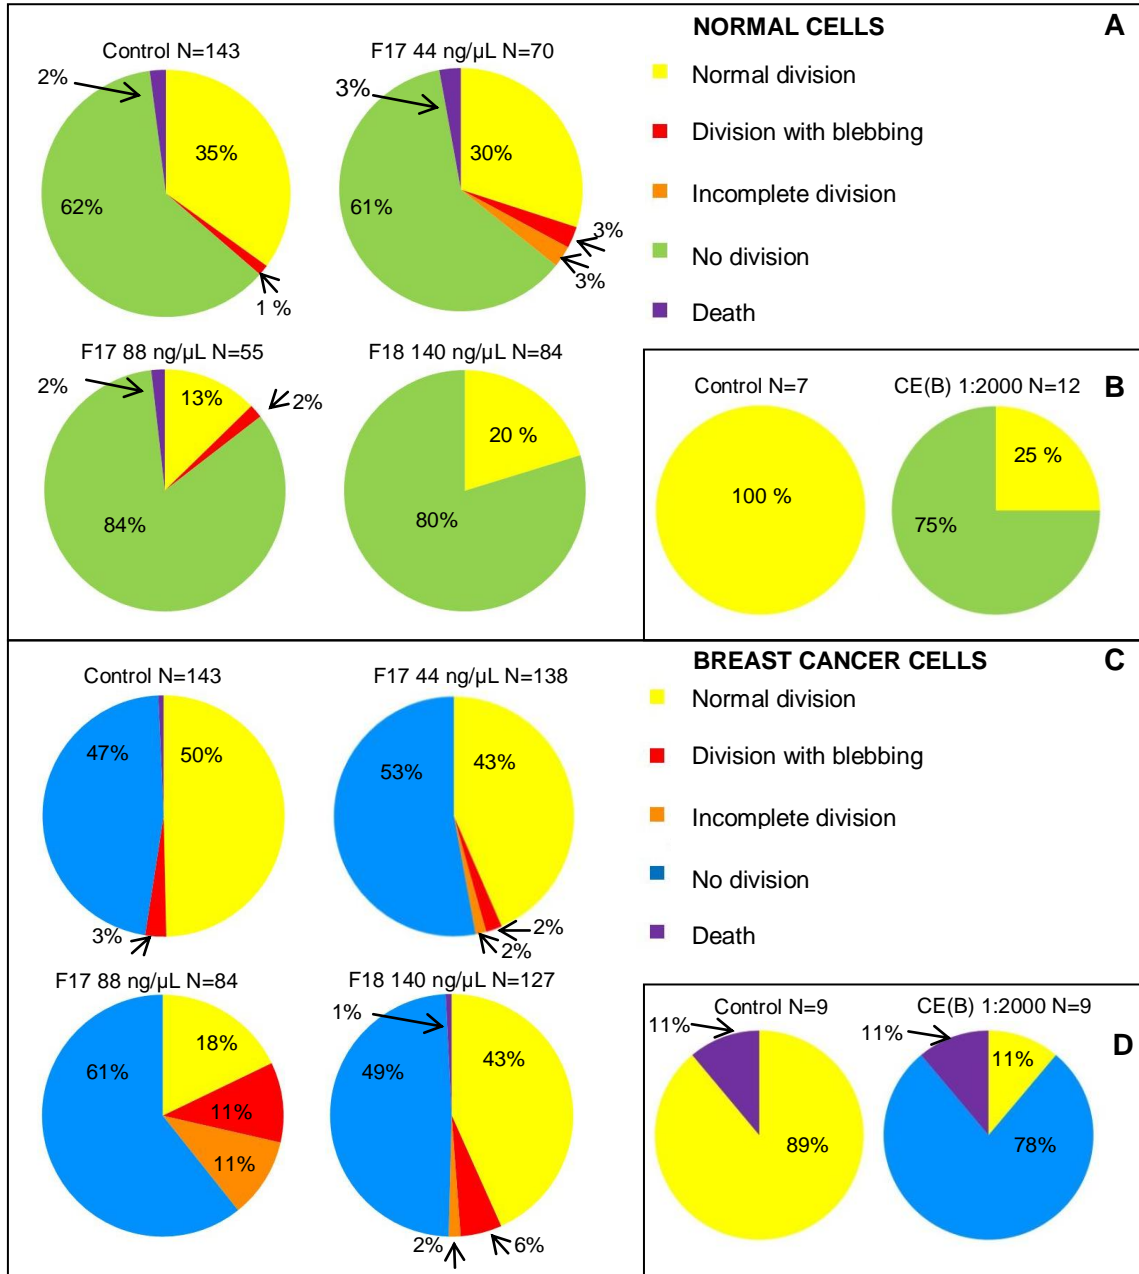 NORMAL CELLS
A
Normal division
Division with blebbing
Incomplete division
No division
Death
Control N=143
2%
35%
62%
1 %
F17 44 ng/µL N=70
3%
30%
61%
3%
3%
F17 88 ng/µL N=55
2%
13%
2%
84%
F18 140 ng/µL N=84
20 %
80%
B
Control N=7
100 %
CE(B) 1:2000 N=12
25 %
75%
BREAST CANCER CELLS
C
Normal division
Division with blebbing
Incomplete division
No division
Death
Control N=143
47%
50%
3%
F17 44 ng/µL N=138
53%
43%
2%
2%
F17 88 ng/µL N=84
18%
61%
11%
11%
F18 140 ng/µL N=127
1%
43%
49%
2%
6%
D
Control N=9
11%
89%
CE(B) 1:2000 N=9
11%
11%
78%